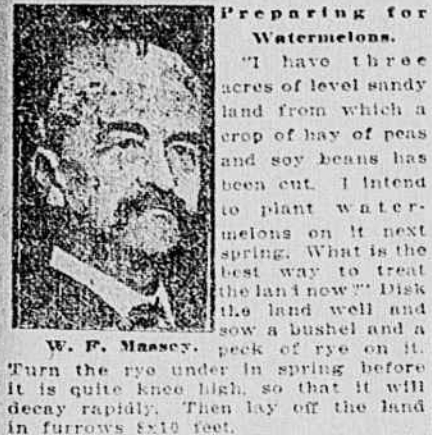 Preparing for
Watermelons.
"I have three
acres of level sandy
land from which a
crop of hay of peas
and soy beans has
been cut. I intend
to plant water-
melons on it next
spring. What is the
best way to treat
the land now?" Disk
the land well and
sow a bushel and a
peck of rye on it.
W. F. Massey.
Turn the rye under in spring before
it is quite knee high, so that it will
decay rapidly. Then lay off the land
in furrows 8x10 feet.